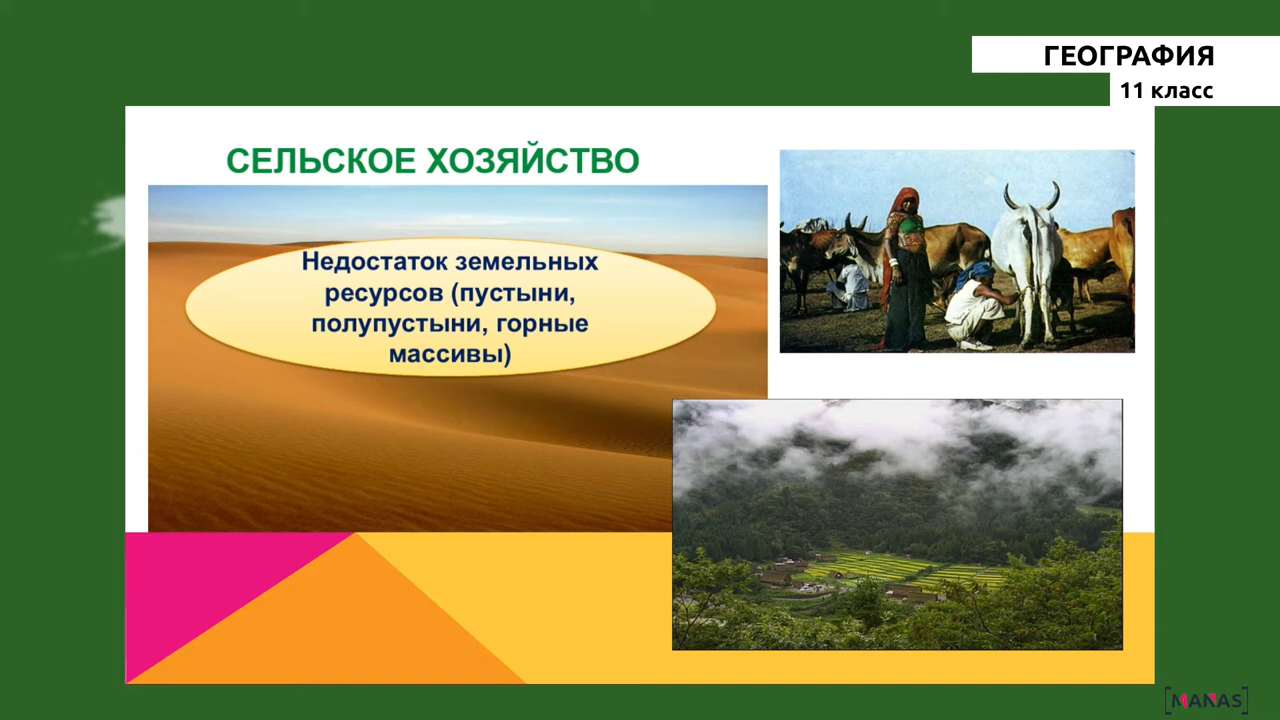 ГЕОГРАФИЯ
11 класс
СЕЛЬСКОЕ ХОЗЯЙСТВО
Недостаток земельных
ресурсов (пустыни,
полупустыни, горные
массивы)
[MANAS]